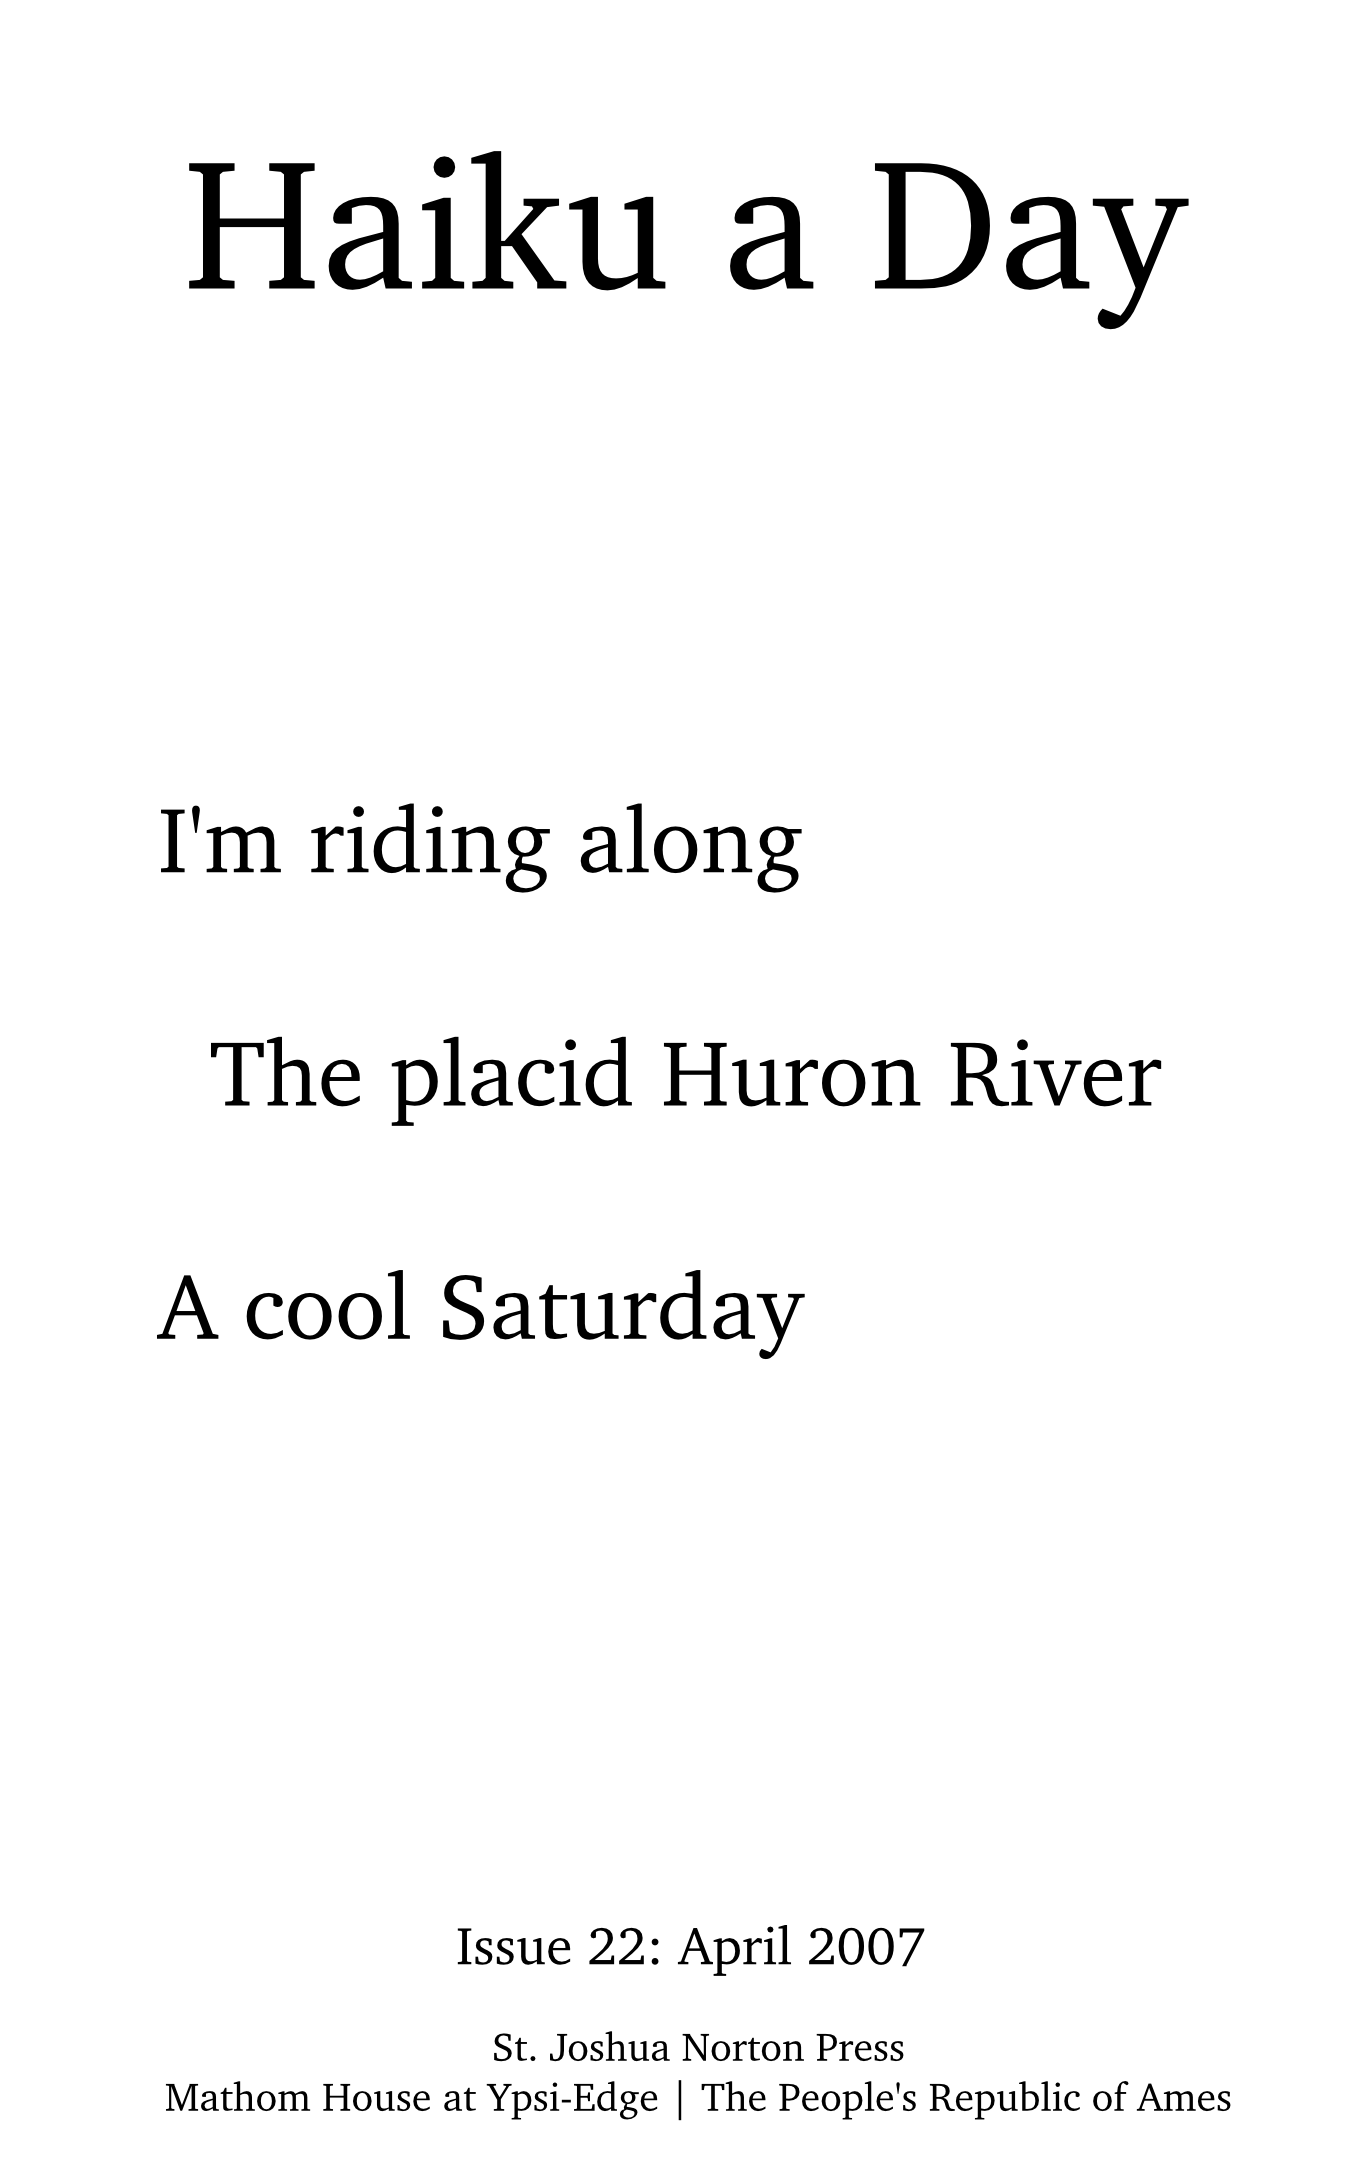 Haiku a Day
I'm riding along
The placid Huron River
A cool Saturday
Issue 22: April 2007
St. Joshua Norton Press
Mathom House at Ypsi-Edge | The People's Republic of Ames